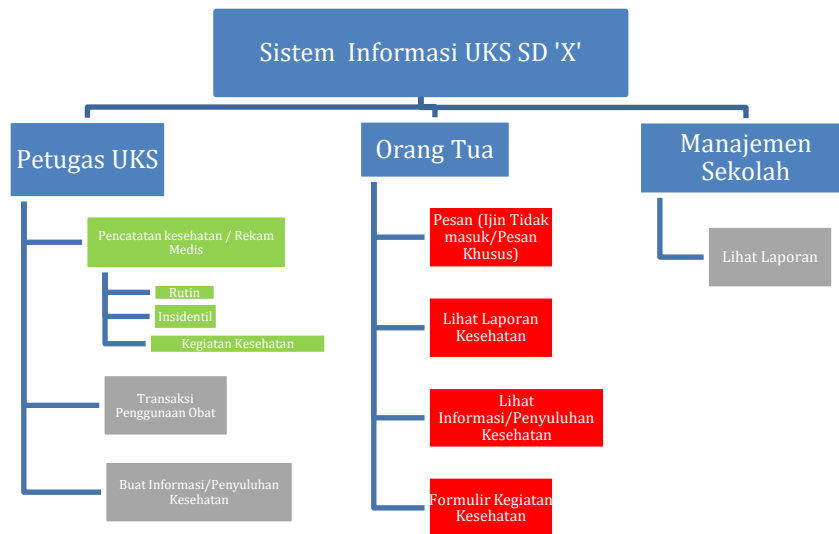 Sistem Informasi UKS SD 'X'
Petugas UKS
Pencatatan kesehatan / Rekam
Medis
Rutin
Insidentil
Kegiatan Kesehatan
Transaksi
Penggunaan Obat
Buat Informasi/Penyuluhan
Kesehatan
Orang Tua
Pesan (Ijin Tidak
masuk/Pesan
Khusus)
Lihat Laporan
Kesehatan
Lihat
Informasi/Penyuluhan
Kesehatan
Formulir Kegiatan
Kesehatan
Manajemen
Sekolah
Lihat Laporan